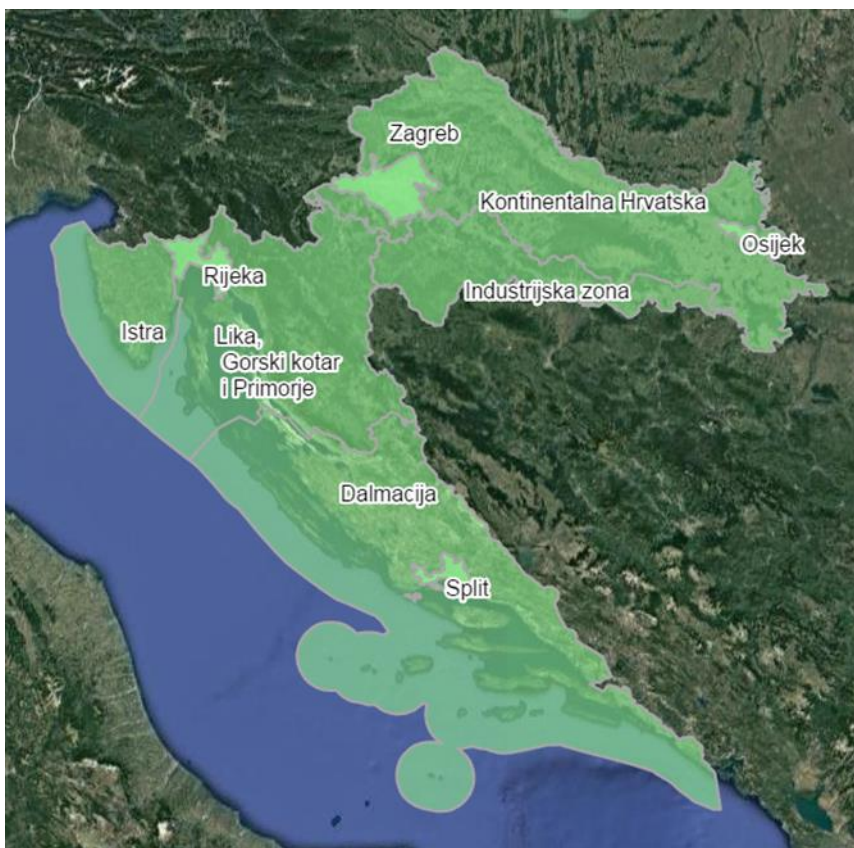 Zagreb
Kontinentalna Hrvatska
Osijek
Rijeka
Industrijska zona
Istra
Lika,
Gorski kotar
i Primorje
Dalmacija
Split